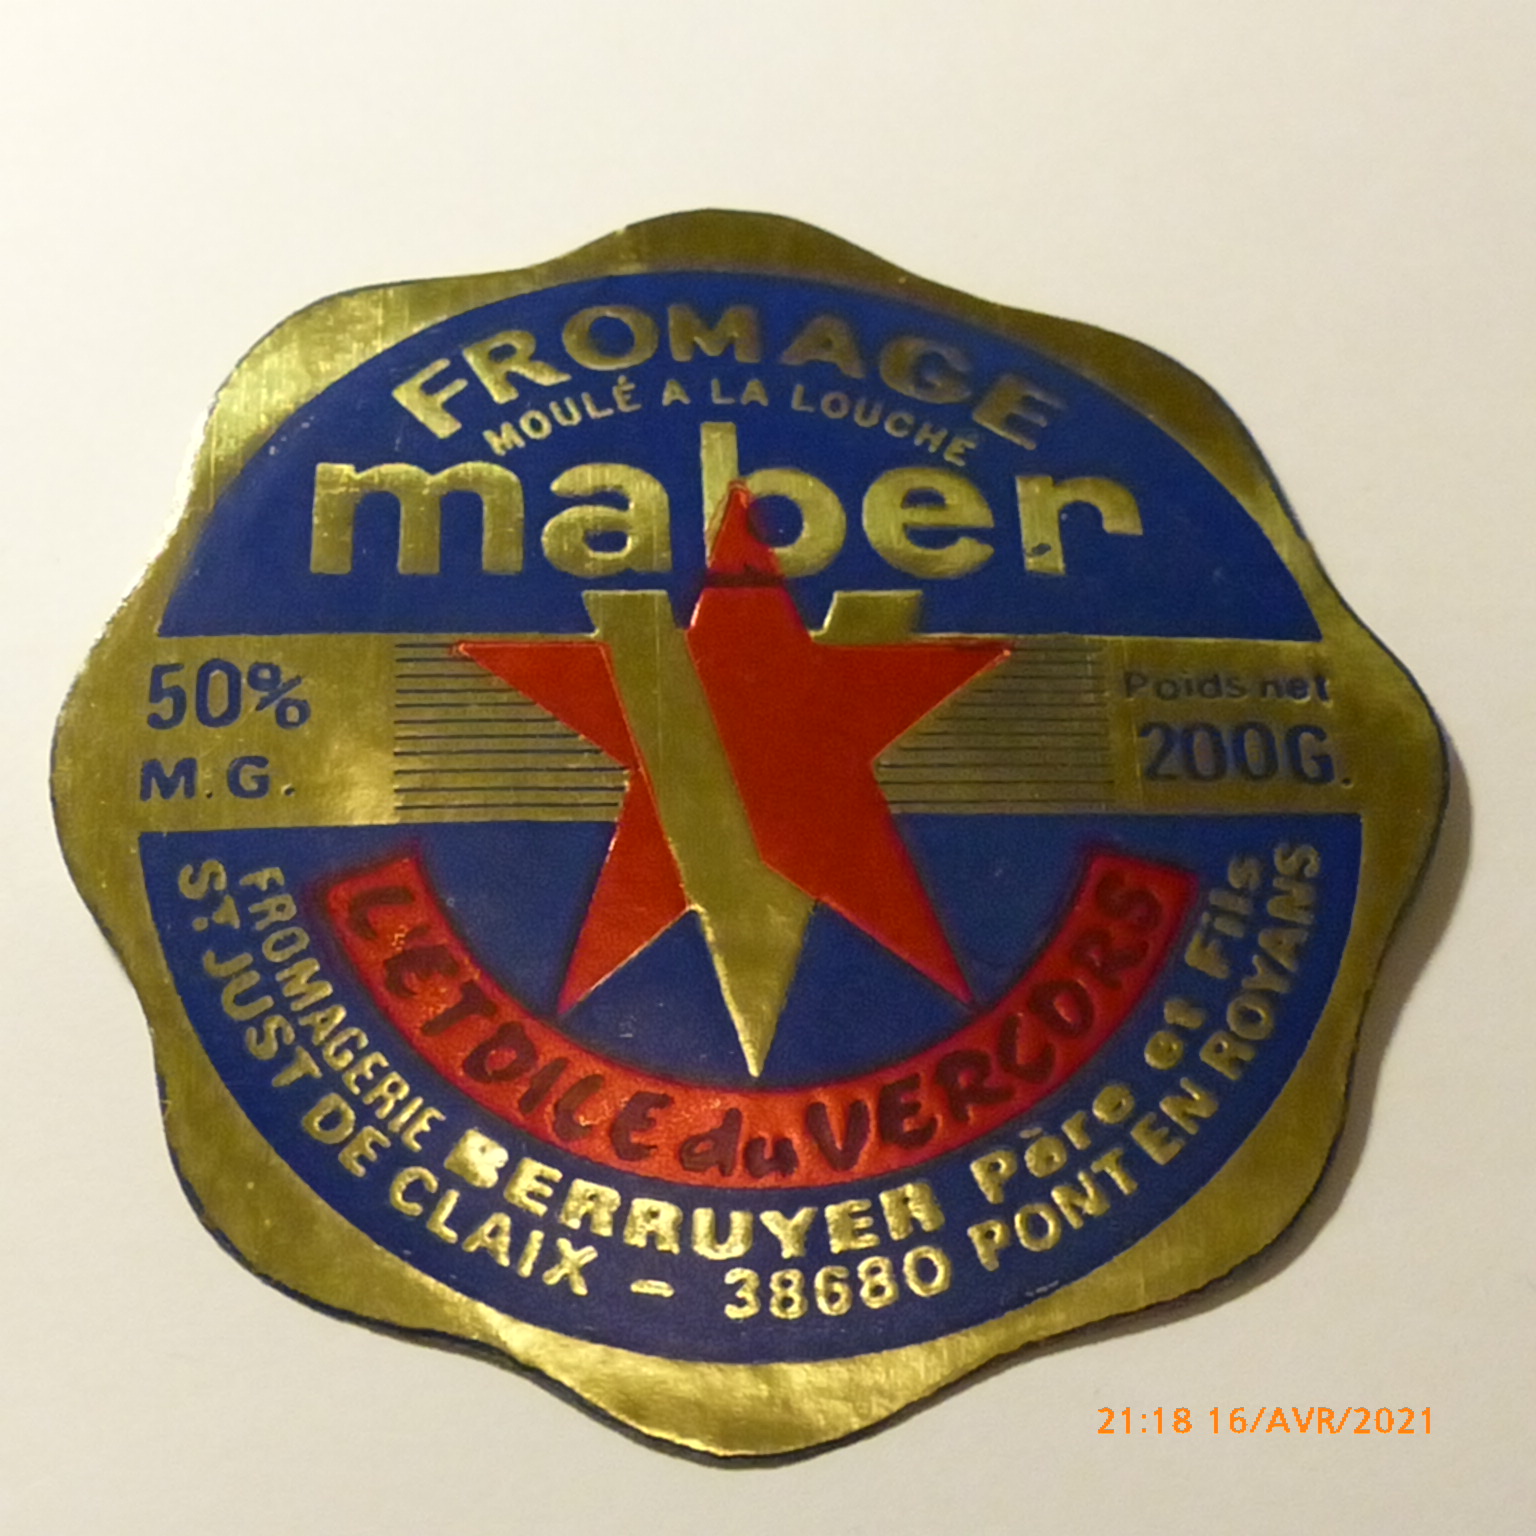 FROMAGE
MOULÉ A LA LOUCHE
maber
50%
M.G.
Poids net
200G.
L'ETOILE du VERCORS
FROMAGERIE BERRUYER Père et Fils
ST JUST DE CLAIX - 38680 PONT EN ROYANS
21:18 16/AVR/2021